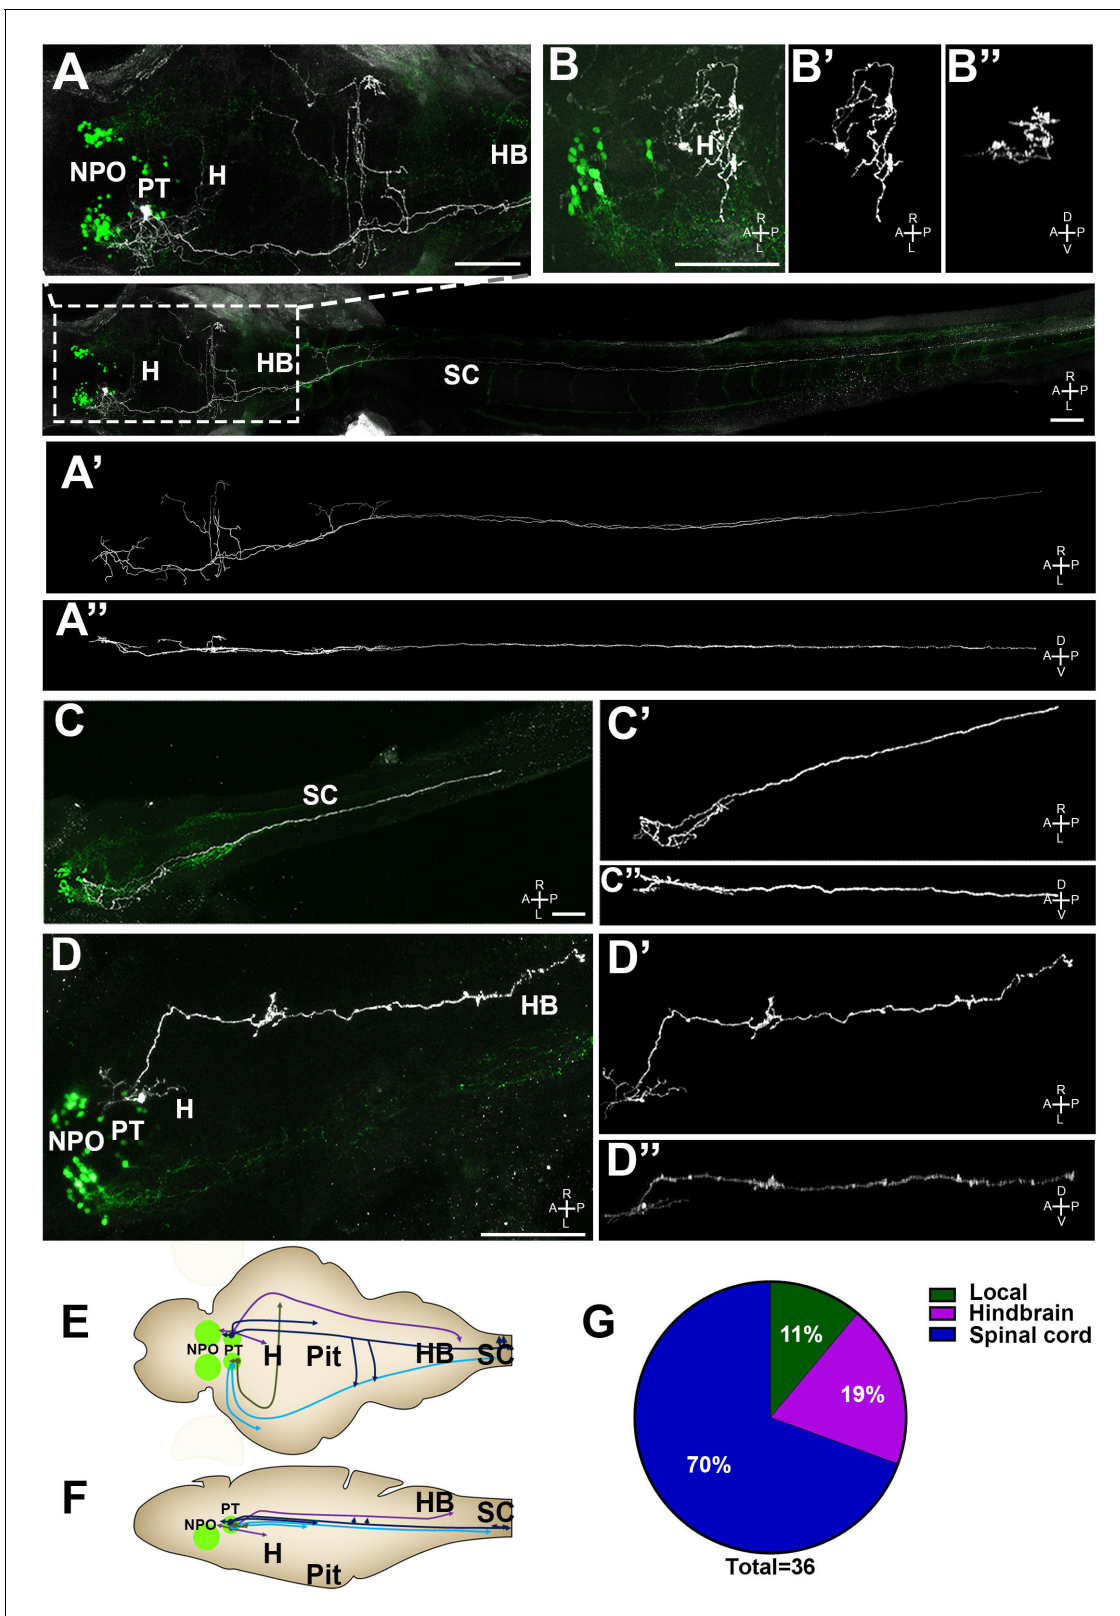 A
NPO
PT
H
HB
B
H
R
A P
L
B'
R
A P
L
B''
D
A P
V
H
HB
SC
R
A P
L
A'
R
A P
L
A''
D
A P
V
C
SC
R
A P
L
C'
R
A P
L
C''
D
A P
V
D
HB
H
PT
NPO
R
A P
L
D'
R
A P
L
D''
D
A P
V
E
NPO
PT
H
Pit
HB
SC
F
PT
NPO
H
Pit
HB
SC
G
11%
19%
70%
Total=36
Local
Hindbrain
Spinal cord